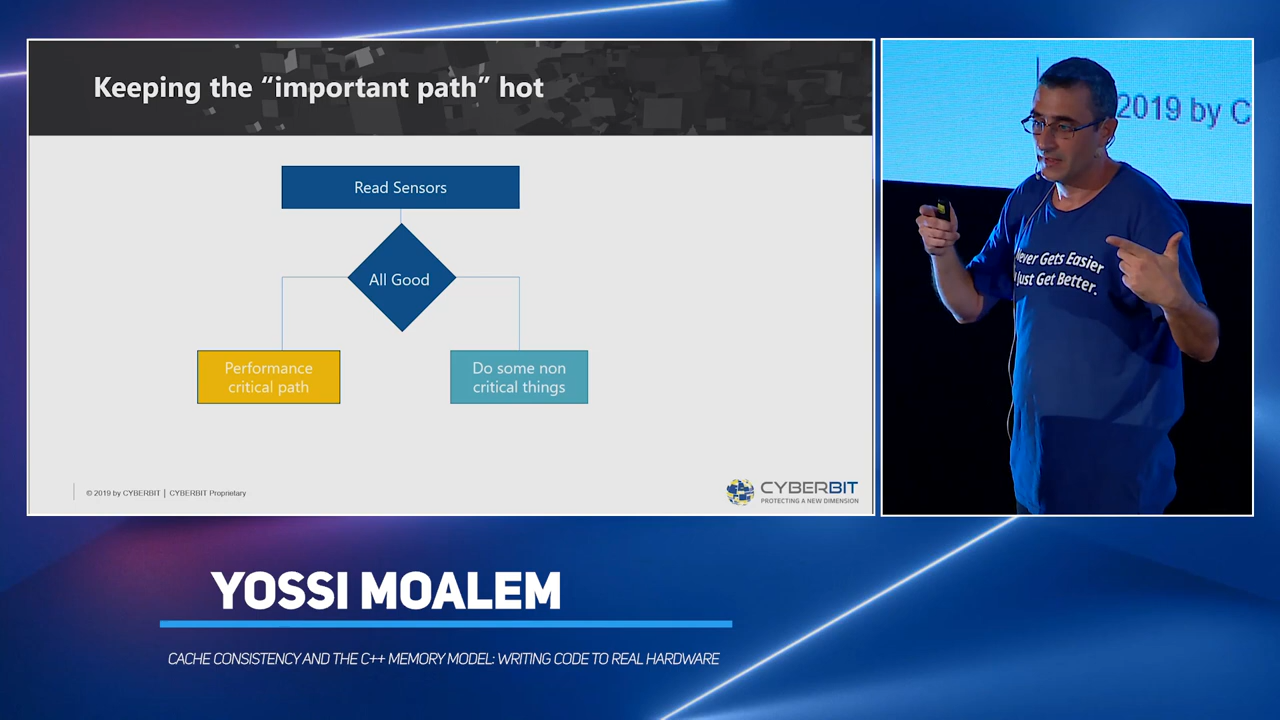 Keeping the “important path” hot
Read Sensors
All Good
Performance
critical path
Do some non
critical things
© 2019 by CYBERBIT | CYBERBIT Proprietary
CYBERBIT
PROTECTING A NEW DIMENSION
2019 by C
Never Gets Easier
Just Get Better.
YOSSI MOALEM
CACHE CONSISTENCY AND THE C++ MEMORY MODEL: WRITING CODE TO REAL HARDWARE